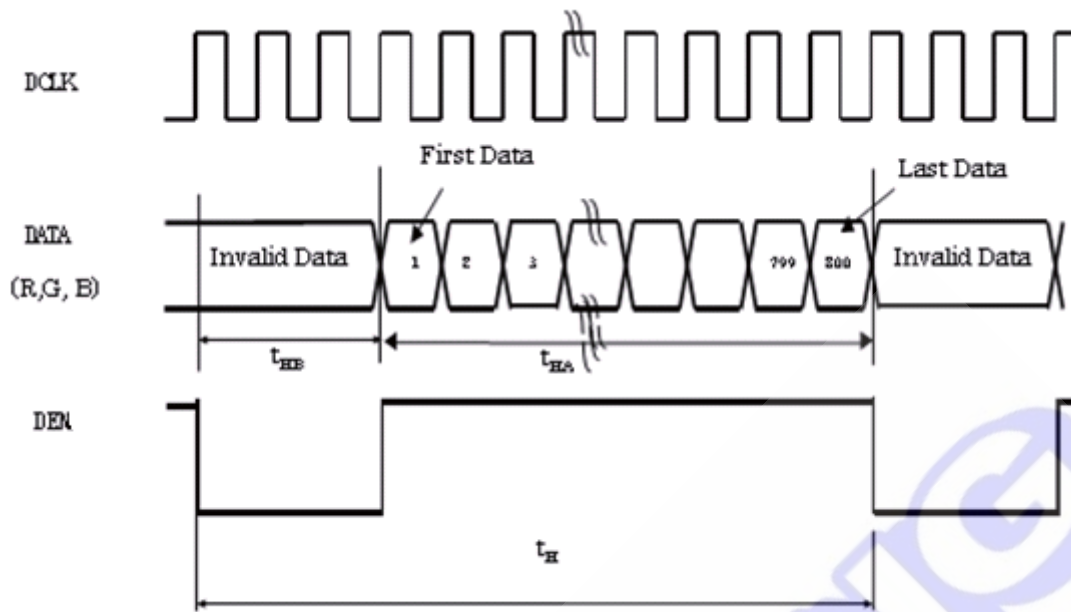 DCLK
First Data
Last Data
DATA
(R,G, B)
Invalid Data
1
2
3
799
800
Invalid Data
tHB
tHA
DEN
tH